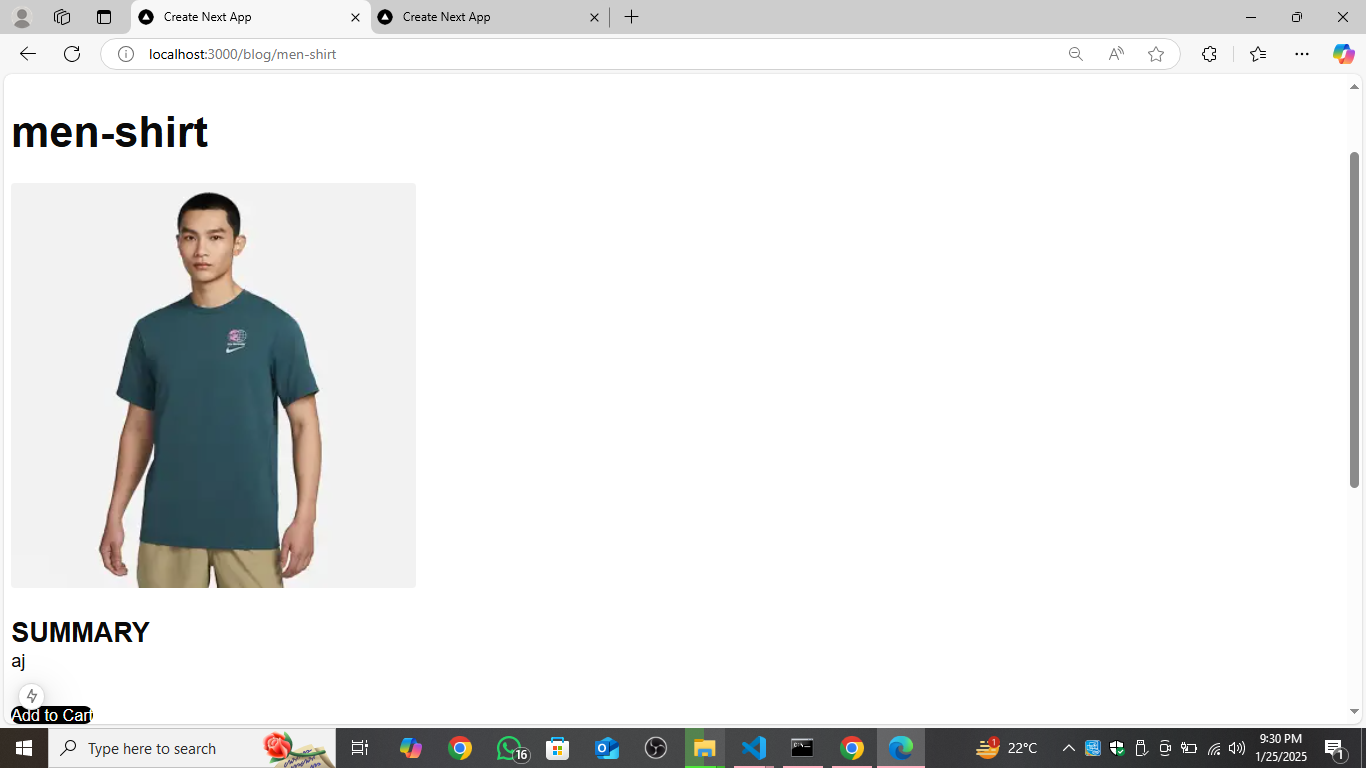 Create Next App
Create Next App
localhost:3000/blog/men-shirt
men-shirt
SUMMARY
aj
Add to Cart
Type here to search
16
1
22°C
9:30 PM
1/25/2025
1